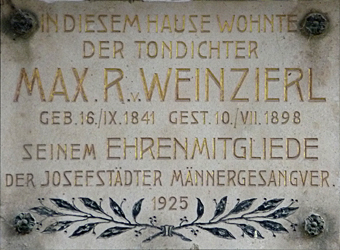 IN DIESEM HAUSE WOHNTE
DER TONDICHTER
MAX. R. v. WEINZIERL
GEB. 16./IX. 1841 GEST. 10./VII. 1898
SEINEM EHRENMITGLIEDE
DER JOSEFSTÄDTER MÄNNERGESANGVER.
1925